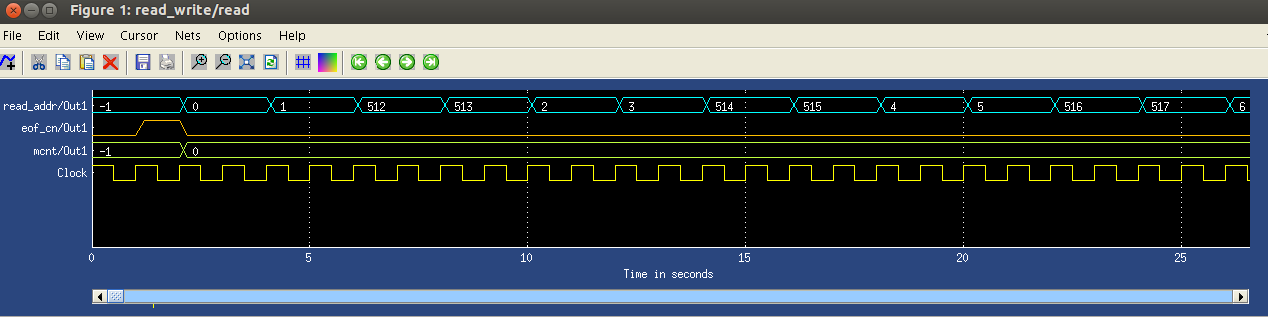 Figure 1: read_write/read
File Edit View Cursor Nets Options Help
read_addr/Out1 -1 0 1 512 513 2 3 514 515 4 5 516 517 6
eof_cn/Out1
mcnt/Out1 -1 0
Clock
0 5 10 15 20 25
Time in seconds